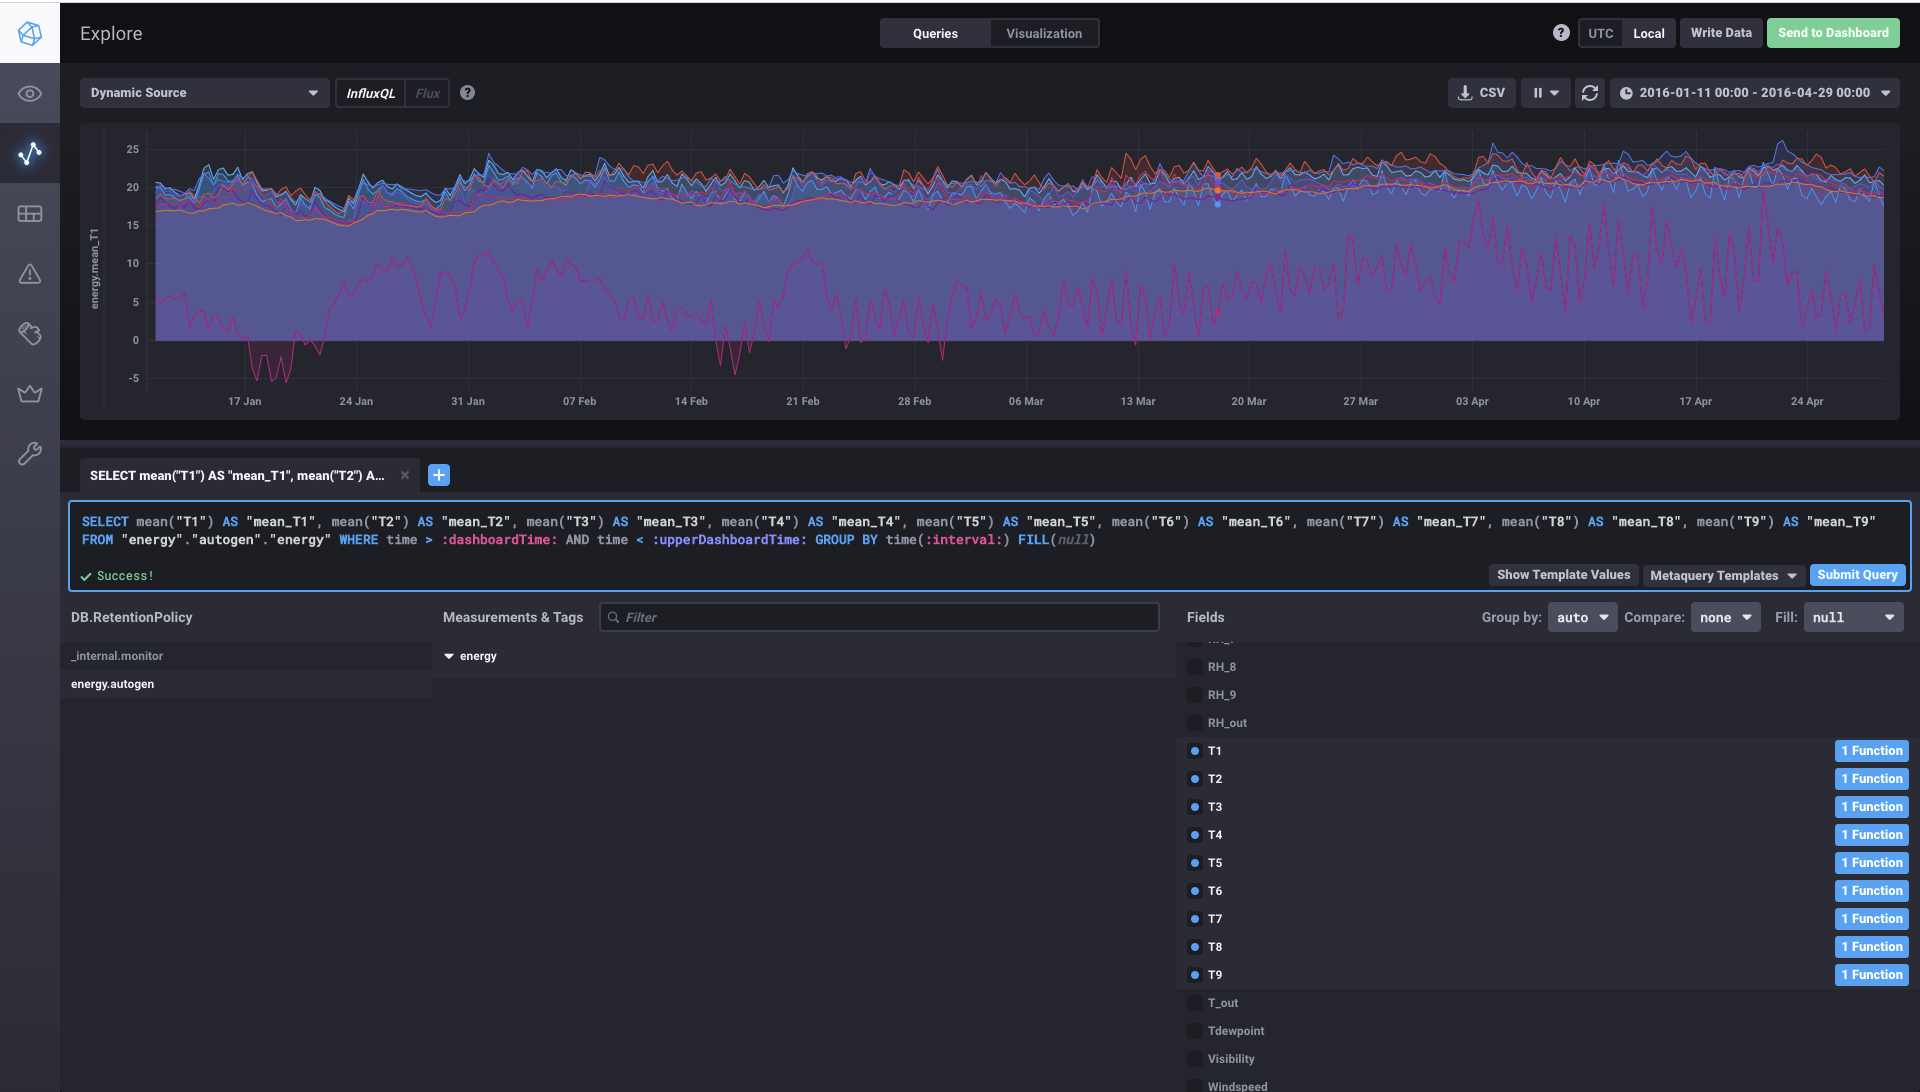 Explore
Queries
Visualization
?
UTC
Local
Write Data
Send to Dashboard
Dynamic Source
InfluxQL
Flux
?
CSV
2016-01-11 00:00 - 2016-04-29 00:00
energy.mean_T1
25
20
15
10
5
0
-5
17 Jan
24 Jan
31 Jan
07 Feb
14 Feb
21 Feb
28 Feb
06 Mar
13 Mar
20 Mar
27 Mar
03 Apr
10 Apr
17 Apr
24 Apr
SELECT mean("T1") AS "mean_T1", mean("T2") A...
SELECT mean("T1") AS "mean_T1", mean("T2") AS "mean_T2", mean("T3") AS "mean_T3", mean("T4") AS "mean_T4", mean("T5") AS "mean_T5", mean("T6") AS "mean_T6", mean("T7") AS "mean_T7", mean("T8") AS "mean_T8", mean("T9") AS "mean_T9"
FROM "energy"."autogen"."energy" WHERE time > :dashboardTime: AND time < :upperDashboardTime: GROUP BY time(:interval:) FILL(null)
Success!
Show Template Values
Metaquery Templates
Submit Query
DB.RetentionPolicy
Measurements & Tags
Filter
Fields
Group by:
auto
Compare:
none
Fill:
null
_internal.monitor
energy.autogen
energy
RH_8
RH_9
RH_out
T1
1 Function
T2
1 Function
T3
1 Function
T4
1 Function
T5
1 Function
T6
1 Function
T7
1 Function
T8
1 Function
T9
1 Function
T_out
Tdewpoint
Visibility
Windspeed